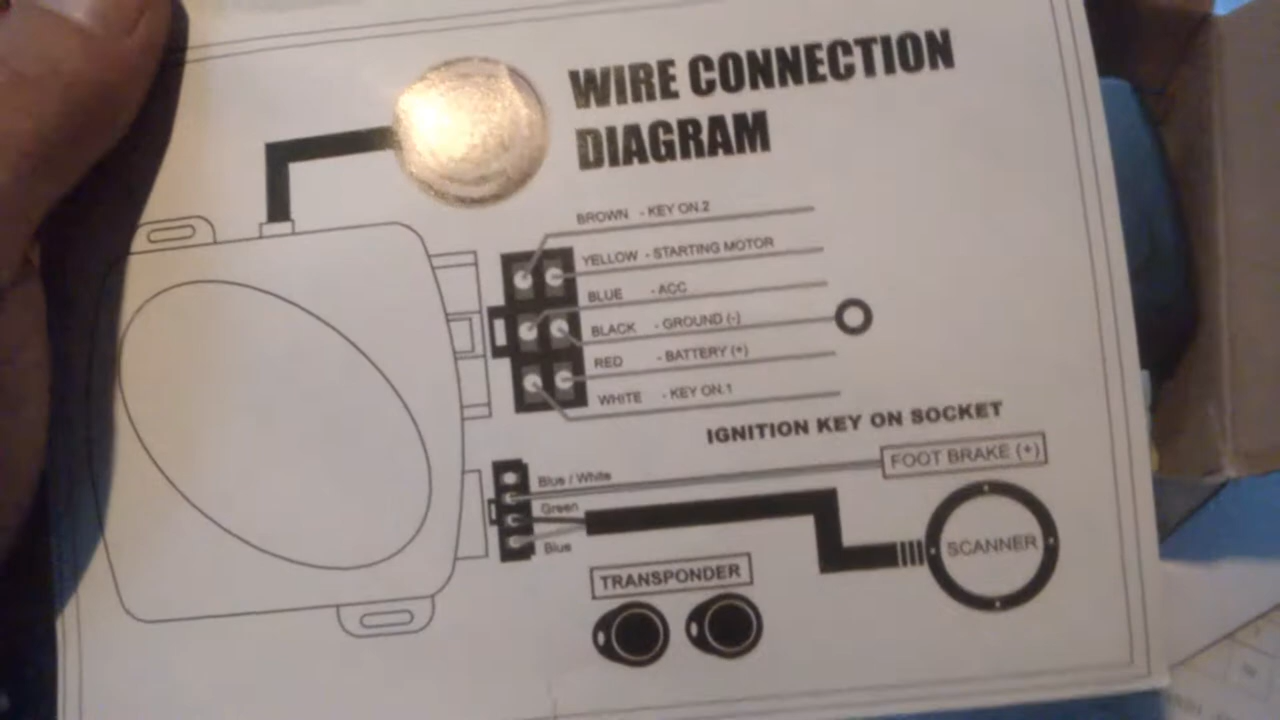 WIRE CONNECTION
DIAGRAM
BROWN - KEY ON.2
YELLOW - STARTING MOTOR
BLUE - ACC
BLACK - GROUND (-)
RED - BATTERY (+)
WHITE - KEY ON.1
IGNITION KEY ON SOCKET
FOOT BRAKE (+)
Blue / White
Green
Blue
SCANNER
TRANSPONDER